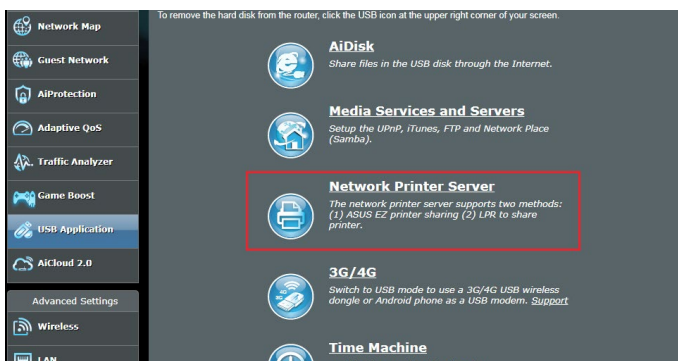 To remove the hard disk from the router, click the USB icon at the upper right corner of your screen.
Network Map
Guest Network
AiProtection
Adaptive QoS
Traffic Analyzer
Game Boost
USB Application
AiCloud 2.0
Advanced Settings
Wireless
LAN
AiDisk
Share files in the USB disk through the Internet.
Media Services and Servers
Setup the UPnP, iTunes, FTP and Network Place
(Samba).
Network Printer Server
The network printer server supports two methods:
(1) ASUS EZ printer sharing (2) LPR to share
printer.
3G/4G
Switch to USB mode to use a 3G/4G USB wireless
dongle or Android phone as a USB modem. Support
Time Machine